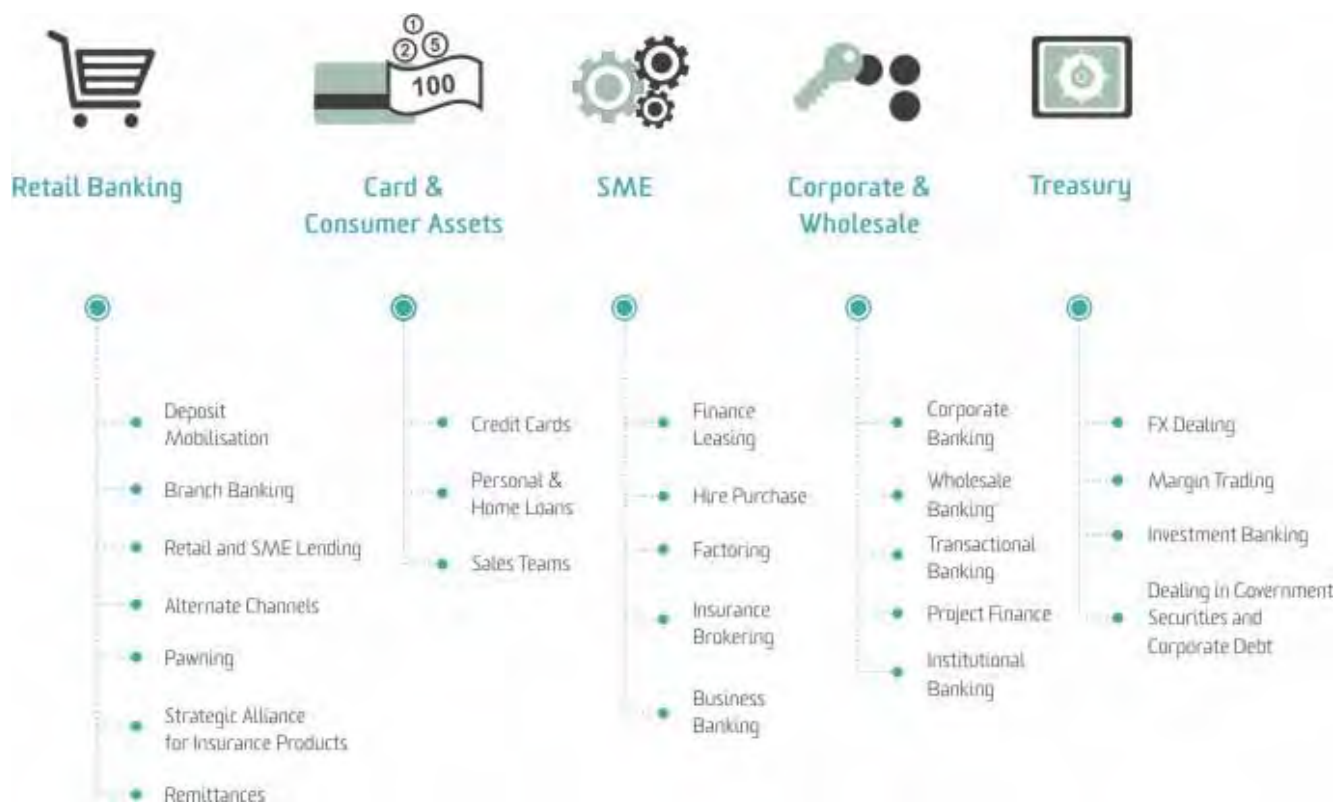 1
2
5
100
Retail Banking
Card &
Consumer Assets
SME
Corporate &
Wholesale
Treasury
Deposit
Mobilisation
Branch Banking
Retail and SME Lending
Alternate Channels
Pawning
Strategic Alliance
for Insurance Products
Remittances
Credit Cards
Personal &
Home Loans
Sales Teams
Finance
Leasing
Hire Purchase
Factoring
Insurance
Brokering
Business
Banking
Corporate
Banking
Wholesale
Banking
Transactional
Banking
Project Finance
Institutional
Banking
FX Dealing
Margin Trading
Investment Banking
Dealing in Government
Securities and
Corporate Debt